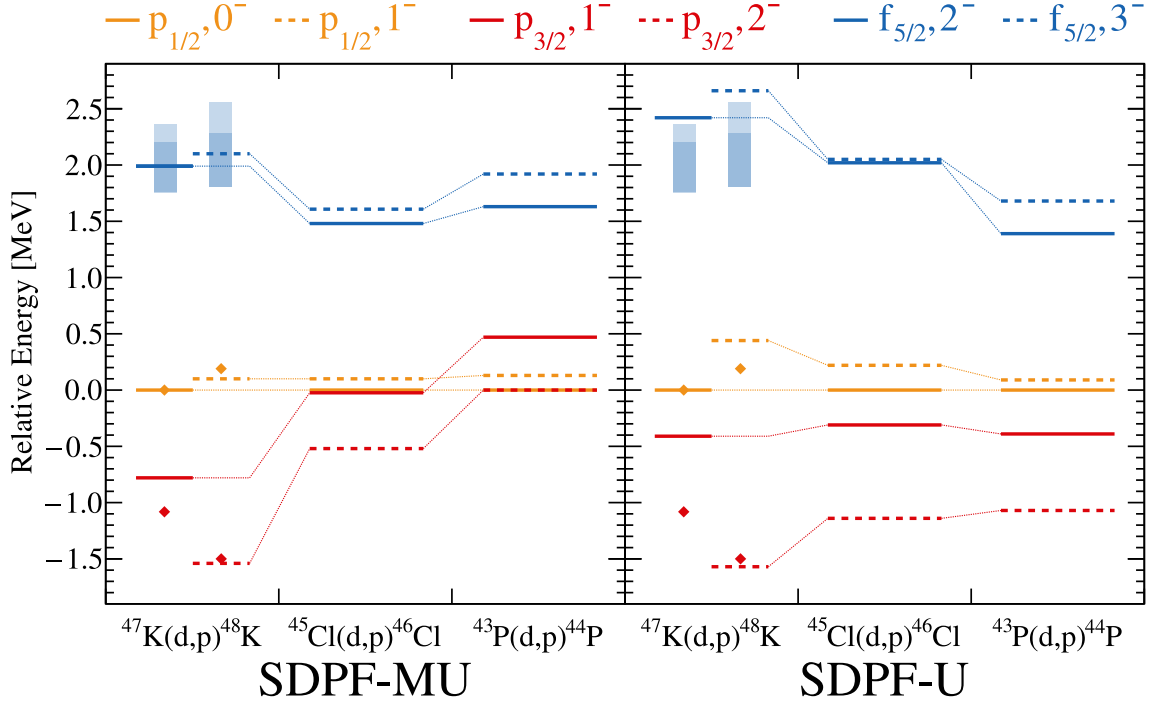 p₁/₂,0⁻ p₁/₂,1⁻ p₃/₂,1⁻ p₃/₂,2⁻ f₅/₂,2⁻ f₅/₂,3⁻
Relative Energy [MeV]
2.5
2.0
1.5
1.0
0.5
0.0
−0.5
−1.0
−1.5
⁴⁷K(d,p)⁴⁸K ⁴⁵Cl(d,p)⁴⁶Cl ⁴³P(d,p)⁴⁴P ⁴⁷K(d,p)⁴⁸K ⁴⁵Cl(d,p)⁴⁶Cl ⁴³P(d,p)⁴⁴P
SDPF-MU SDPF-U